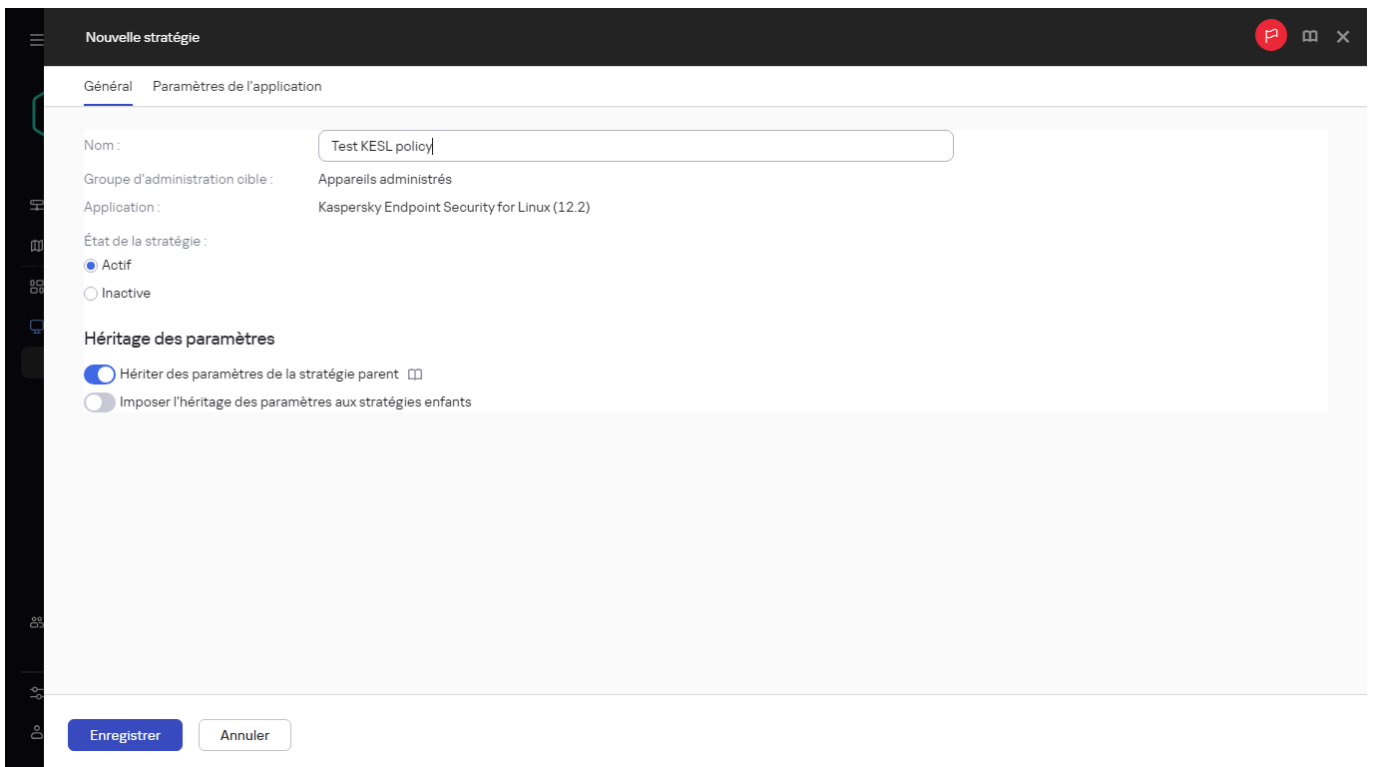 Nouvelle stratégie
Général Paramètres de l'application
Nom : Test KESL policy
Groupe d'administration cible : Appareils administrés
Application : Kaspersky Endpoint Security for Linux (12.2)
État de la stratégie :
Actif
Inactive
Héritage des paramètres
Hériter des paramètres de la stratégie parent
Imposer l'héritage des paramètres aux stratégies enfants
Enregistrer Annuler